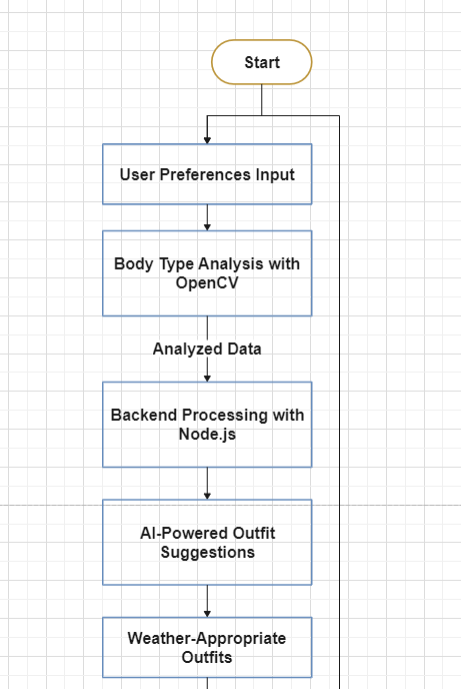 Start
User Preferences Input
Body Type Analysis with
OpenCV
Analyzed Data
Backend Processing with
Node.js
AI-Powered Outfit
Suggestions
Weather-Appropriate
Outfits